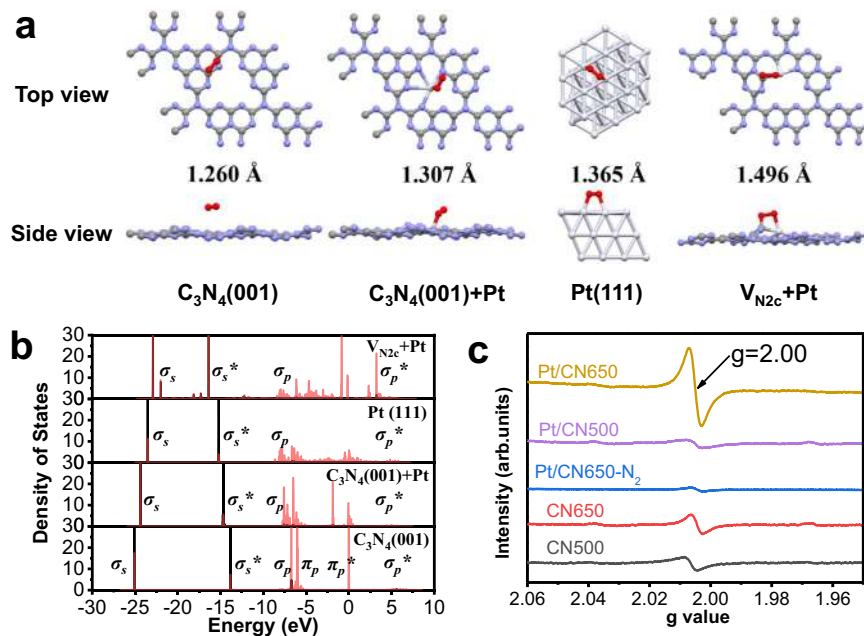 a
Top view
1.260 Å 1.307 Å 1.365 Å 1.496 Å
Side view
C₃N₄(001) C₃N₄(001)+Pt Pt(111) V_N2c+Pt
b
Density of States
30
20
10
30
20
10
30
20
10
30
20
10
0
V_N2c+Pt
σₛ σₛ* σₚ σₚ*
Pt (111)
σₛ σₛ* σₚ σₚ*
C₃N₄(001)+Pt
σₛ σₛ* σₚ σₚ*
C₃N₄(001)
σₛ σₛ* σₚ πₚ πₚ* σₚ*
-30 -25 -20 -15 -10 -5 0 5 10
Energy (eV)
c
Intensity (arb.units)
g=2.00
Pt/CN650
Pt/CN500
Pt/CN650-N₂
CN650
CN500
2.06 2.04 2.02 2.00 1.98 1.96
g value